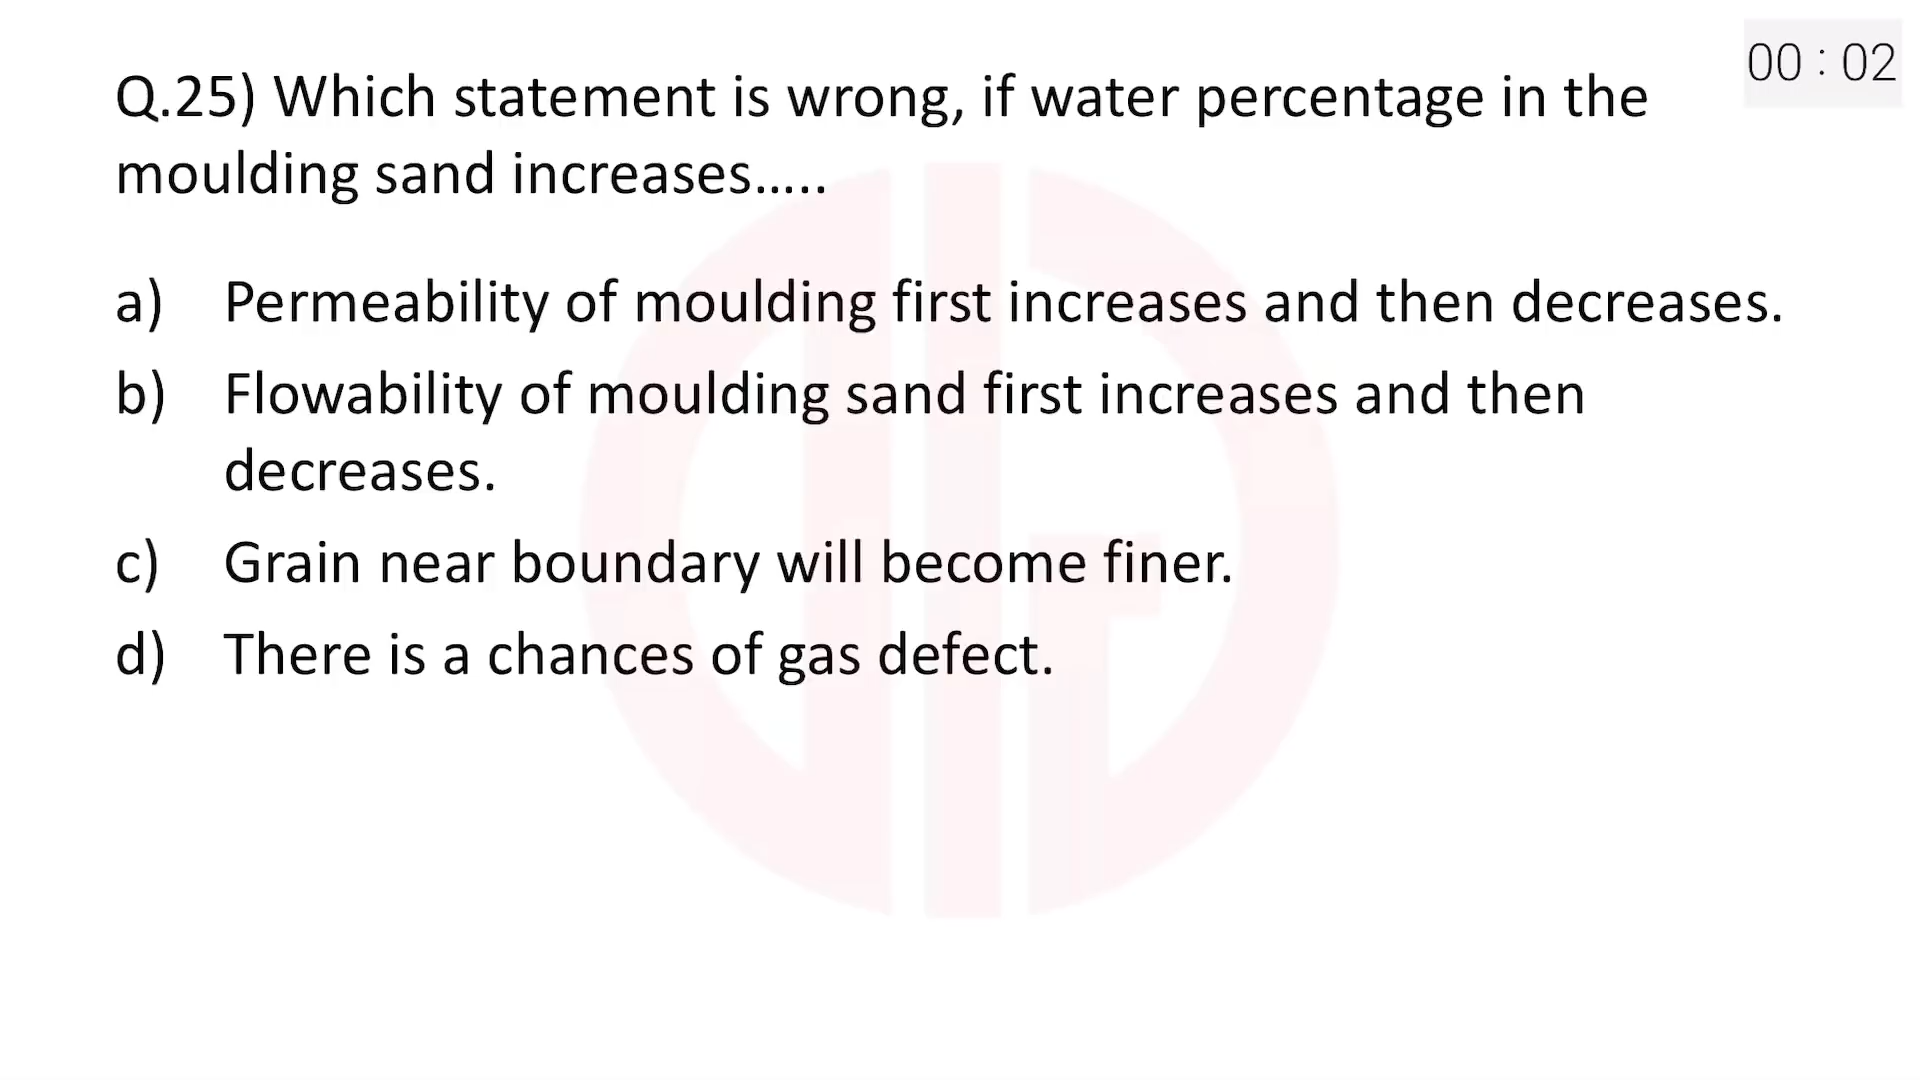 00 : 02
Q.25) Which statement is wrong, if water percentage in the
moulding sand increases.....
a) Permeability of moulding first increases and then decreases.
b) Flowability of moulding sand first increases and then
decreases.
c) Grain near boundary will become finer.
d) There is a chances of gas defect.